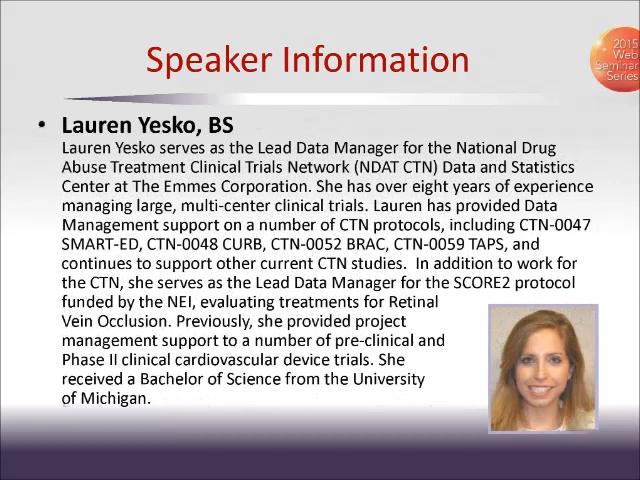 Speaker Information
2015
Web
Seminar
Series
• Lauren Yesko, BS
Lauren Yesko serves as the Lead Data Manager for the National Drug
Abuse Treatment Clinical Trials Network (NDAT CTN) Data and Statistics
Center at The Emmes Corporation. She has over eight years of experience
managing large, multi-center clinical trials. Lauren has provided Data
Management support on a number of CTN protocols, including CTN-0047
SMART-ED, CTN-0048 CURB, CTN-0052 BRAC, CTN-0059 TAPS, and
continues to support other current CTN studies. In addition to work for
the CTN, she serves as the Lead Data Manager for the SCORE2 protocol
funded by the NEI, evaluating treatments for Retinal
Vein Occlusion. Previously, she provided project
management support to a number of pre-clinical and
Phase II clinical cardiovascular device trials. She
received a Bachelor of Science from the University
of Michigan.